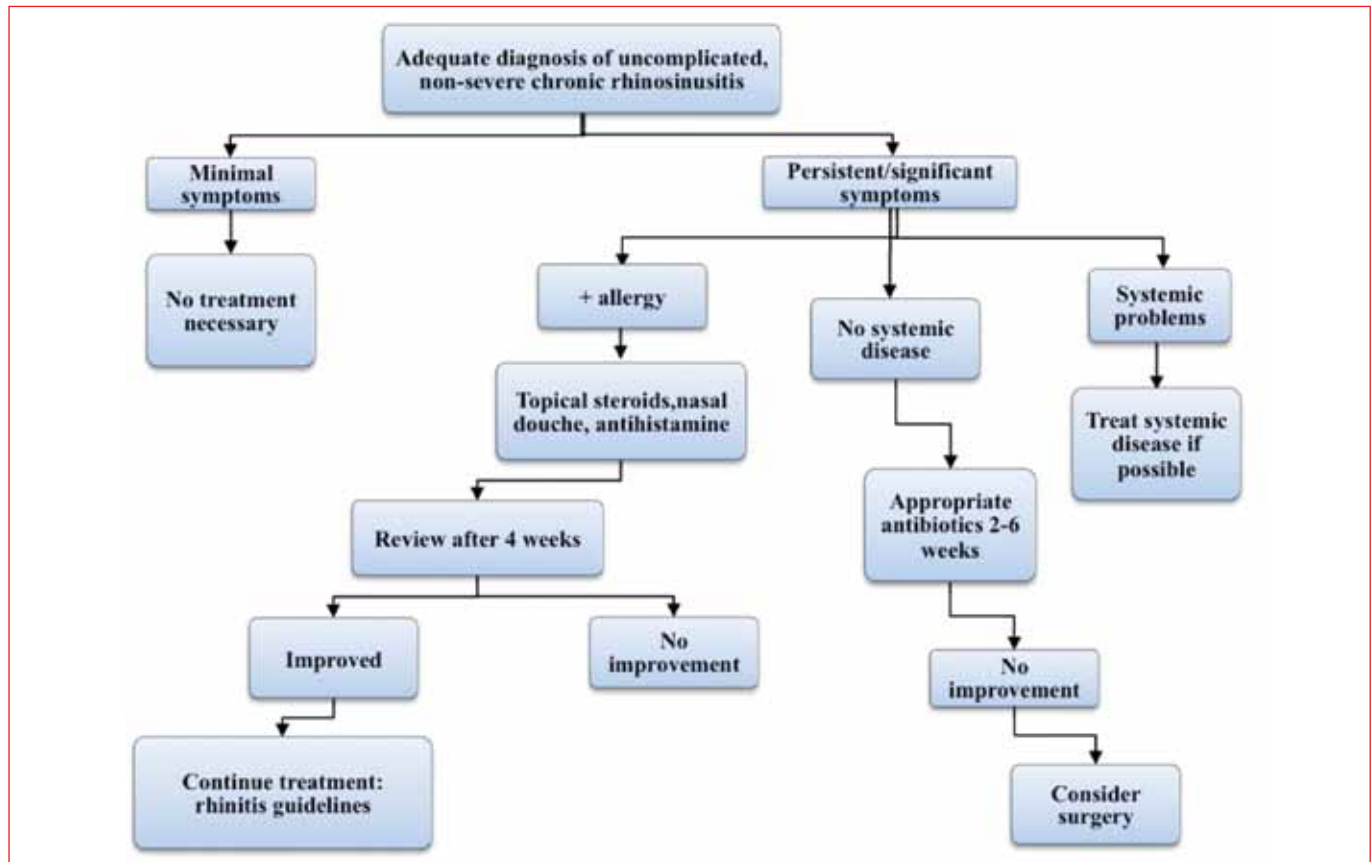 Adequate diagnosis of uncomplicated,
non-severe chronic rhinosinusitis
Minimal
symptoms
Persistent/significant
symptoms
No treatment
necessary
+ allergy
No systemic
disease
Systemic
problems
Topical steroids,nasal
douche, antihistamine
Treat systemic
disease if
possible
Review after 4 weeks
Appropriate
antibiotics 2-6
weeks
Improved
No
improvement
No
improvement
Continue treatment:
rhinitis guidelines
Consider
surgery